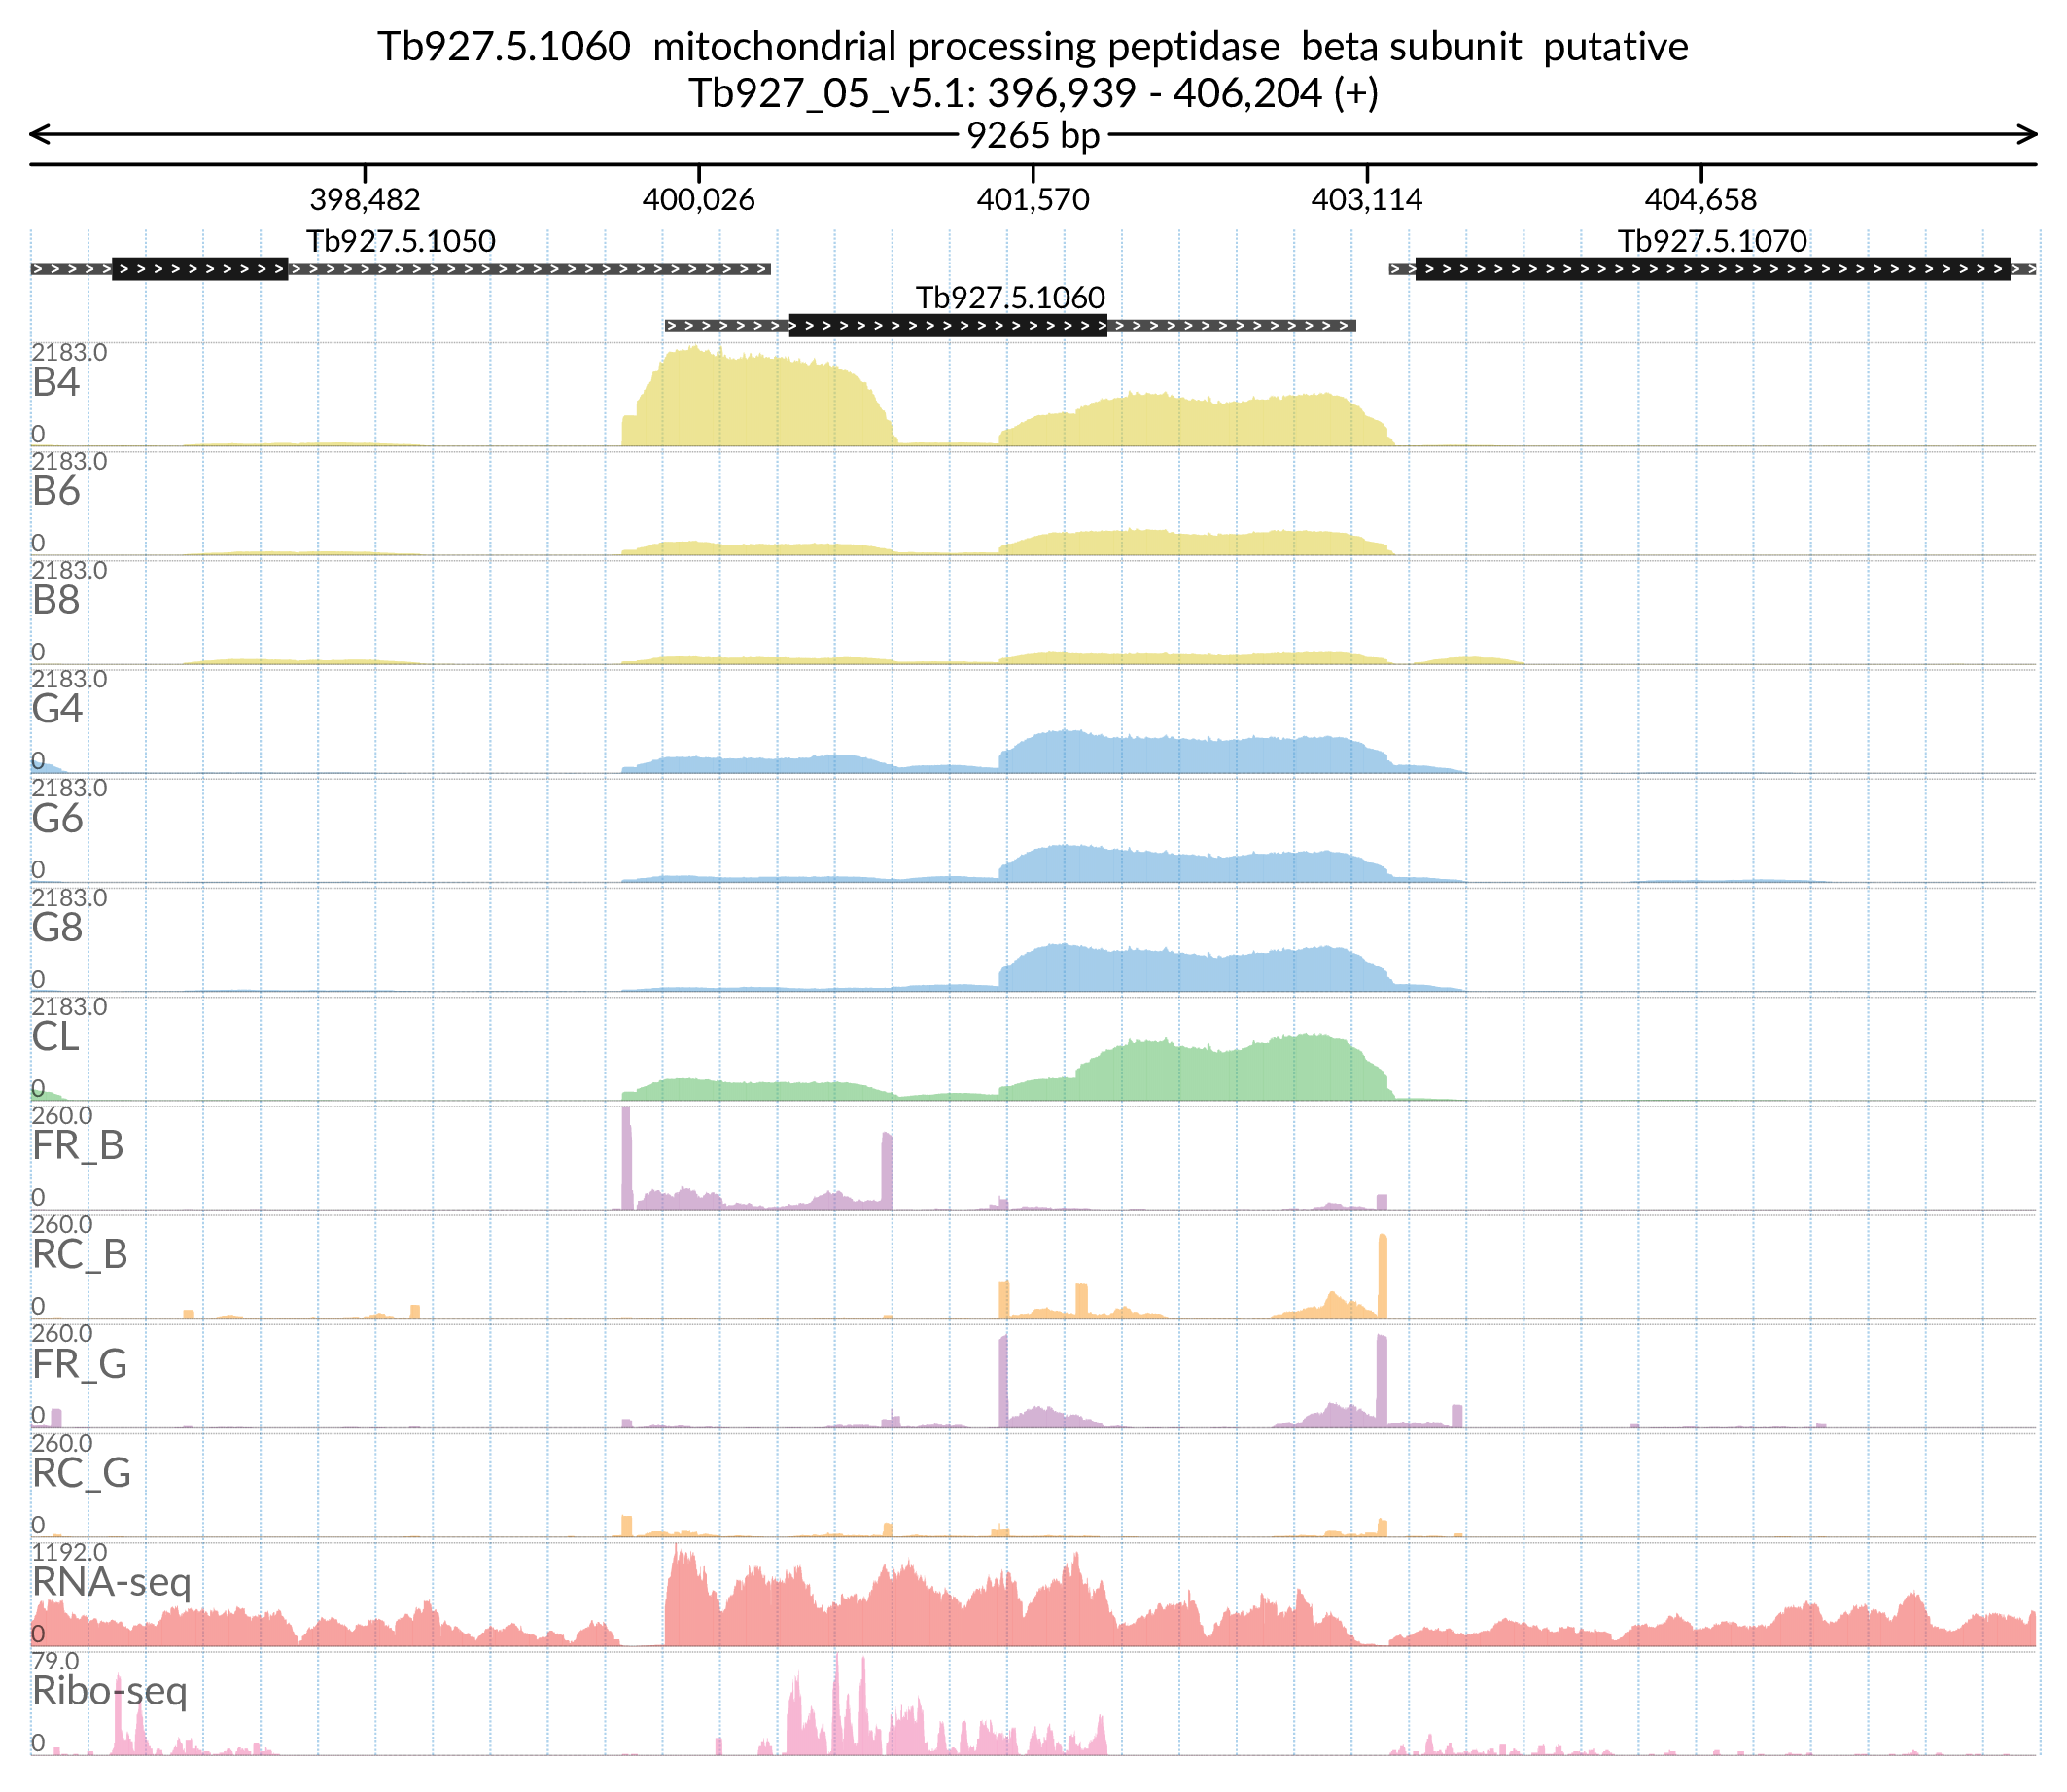 Tb927.5.1060  mitochondrial processing peptidase  beta subunit  putative
Tb927_05_v5.1: 396,939 - 406,204 (+)
9265 bp
398,482 400,026 401,570 403,114 404,658
Tb927.5.1050 Tb927.5.1070
Tb927.5.1060
2183.0
B4
0
2183.0
B6
0
2183.0
B8
0
2183.0
G4
0
2183.0
G6
0
2183.0
G8
0
2183.0
CL
0
260.0
FR_B
0
260.0
RC_B
0
260.0
FR_G
0
260.0
RC_G
0
1192.0
RNA-seq
0
79.0
Ribo-seq
0